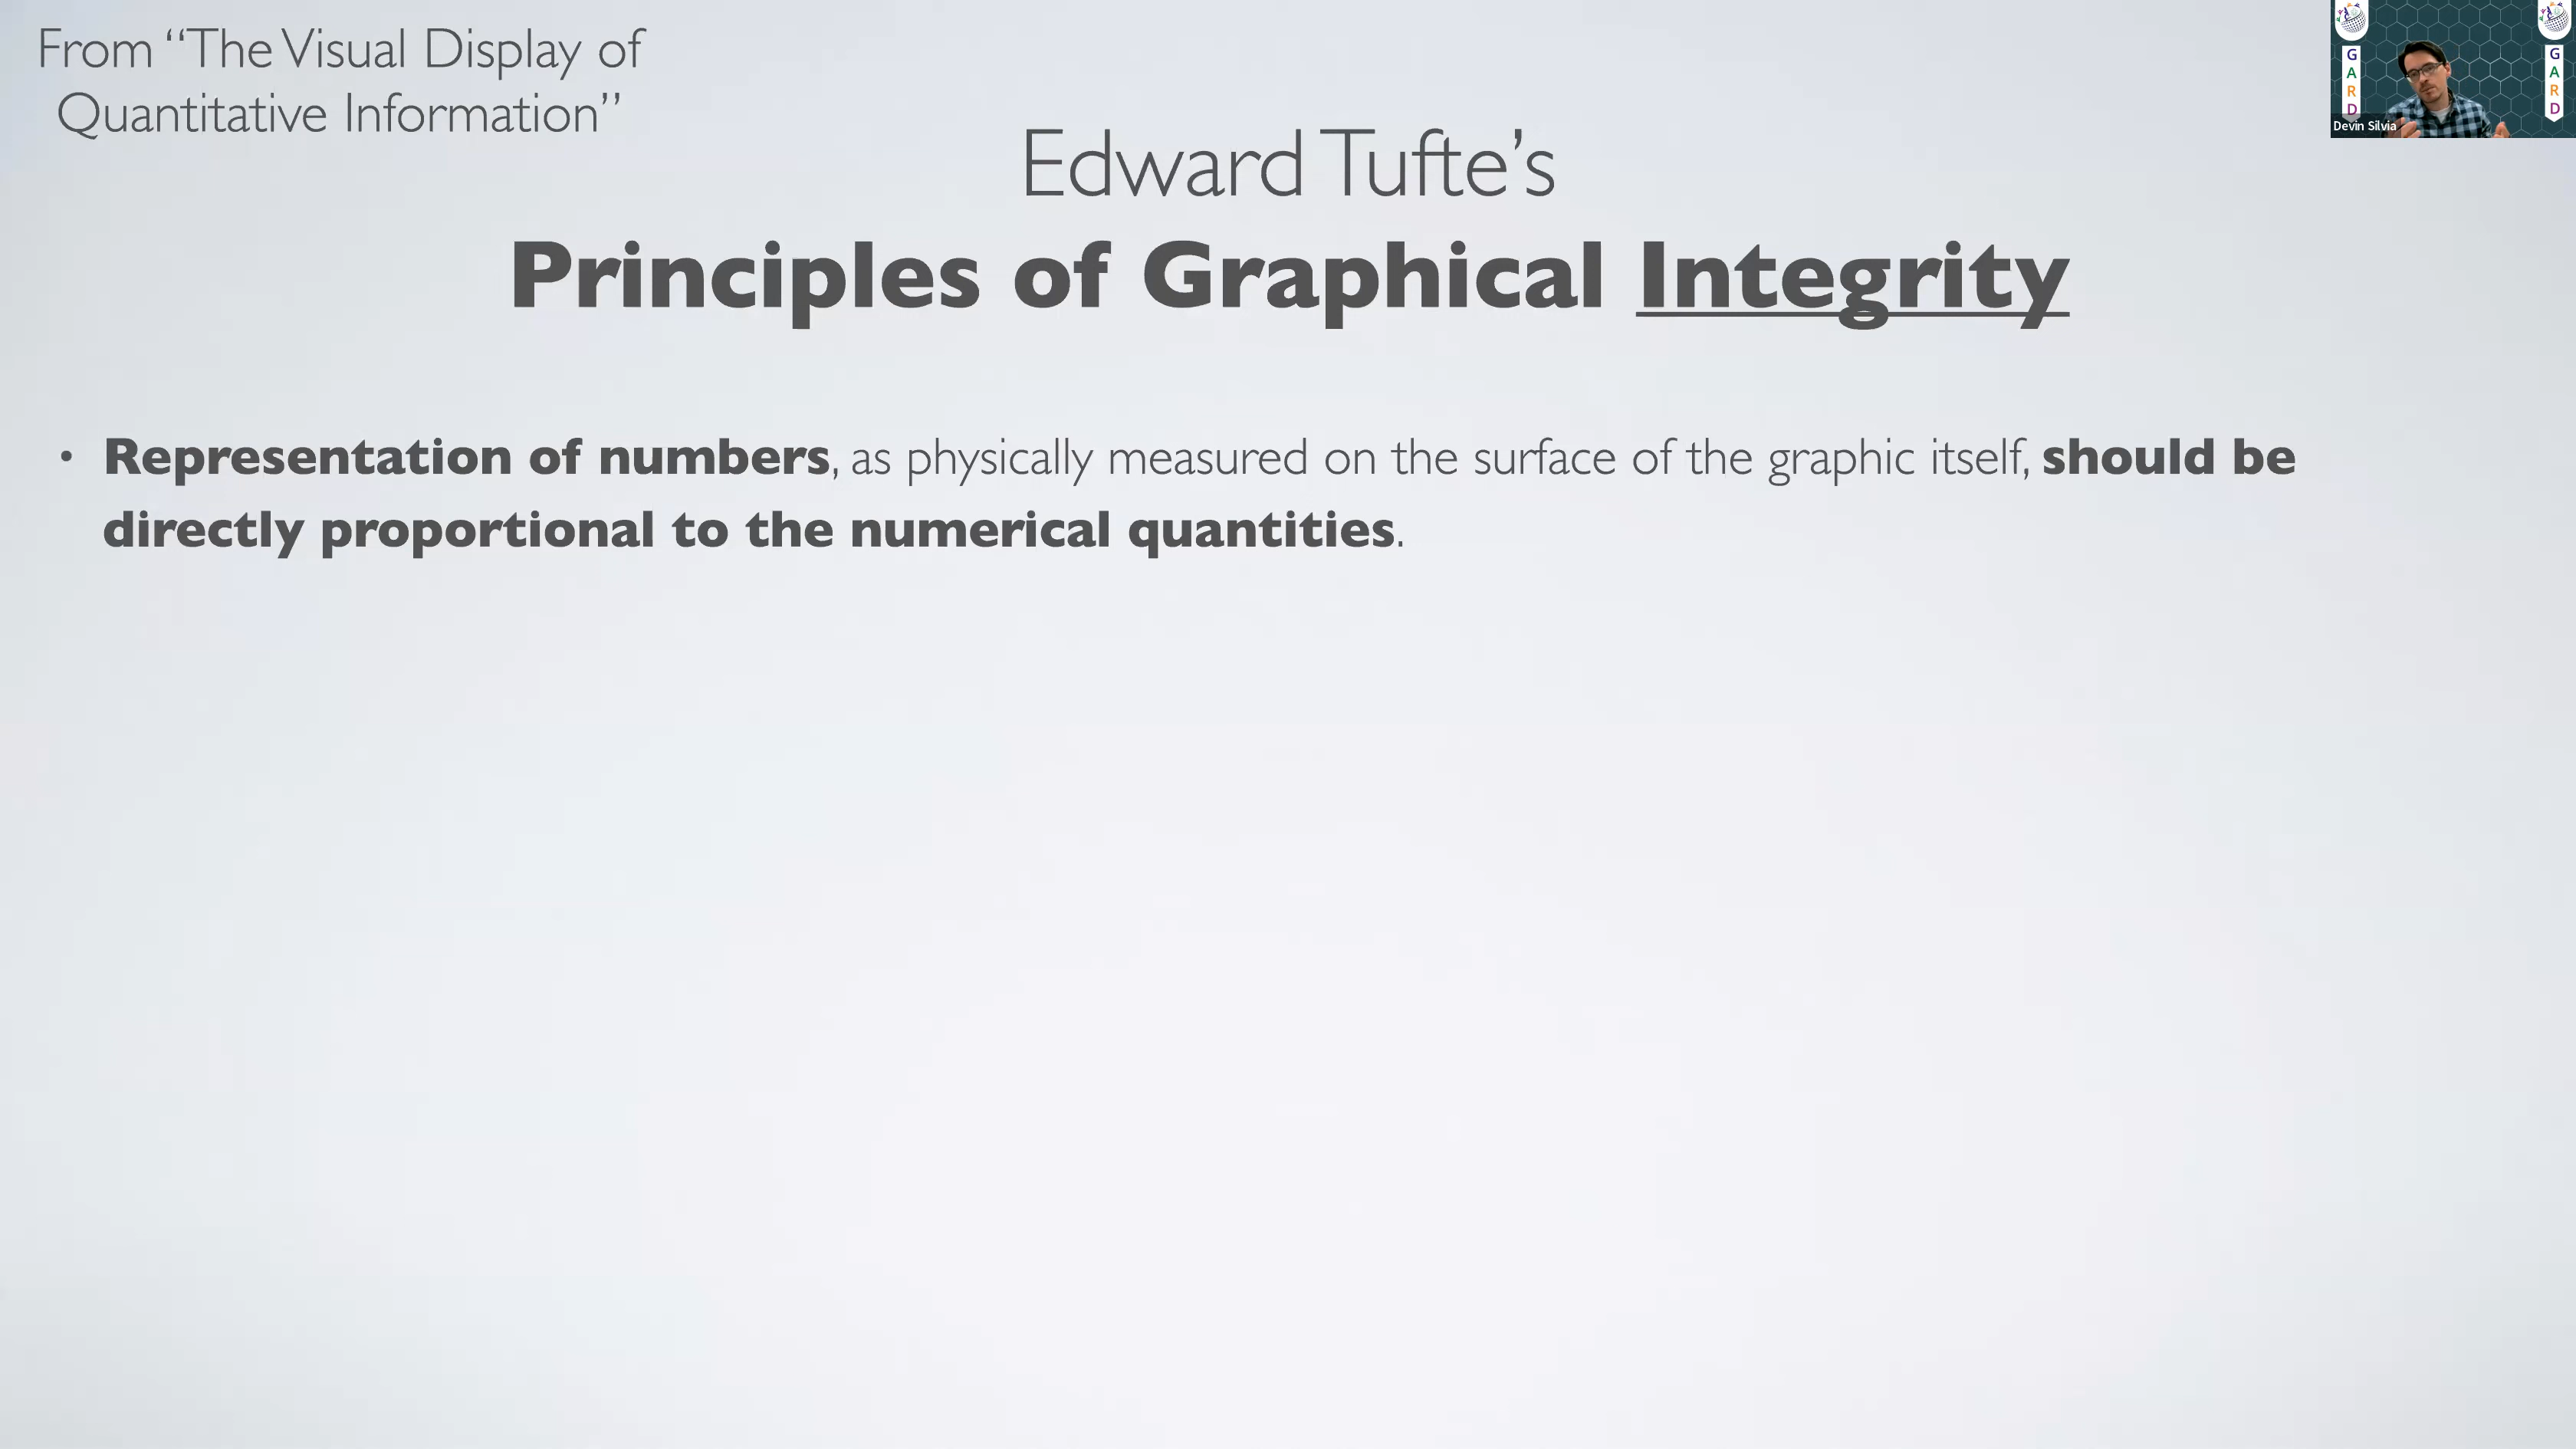 From “The Visual Display of
Quantitative Information”
Edward Tufte’s
Principles of Graphical Integrity
• Representation of numbers, as physically measured on the surface of the graphic itself, should be
directly proportional to the numerical quantities.
G
A
R
D
G
A
R
D
Devin Silvia